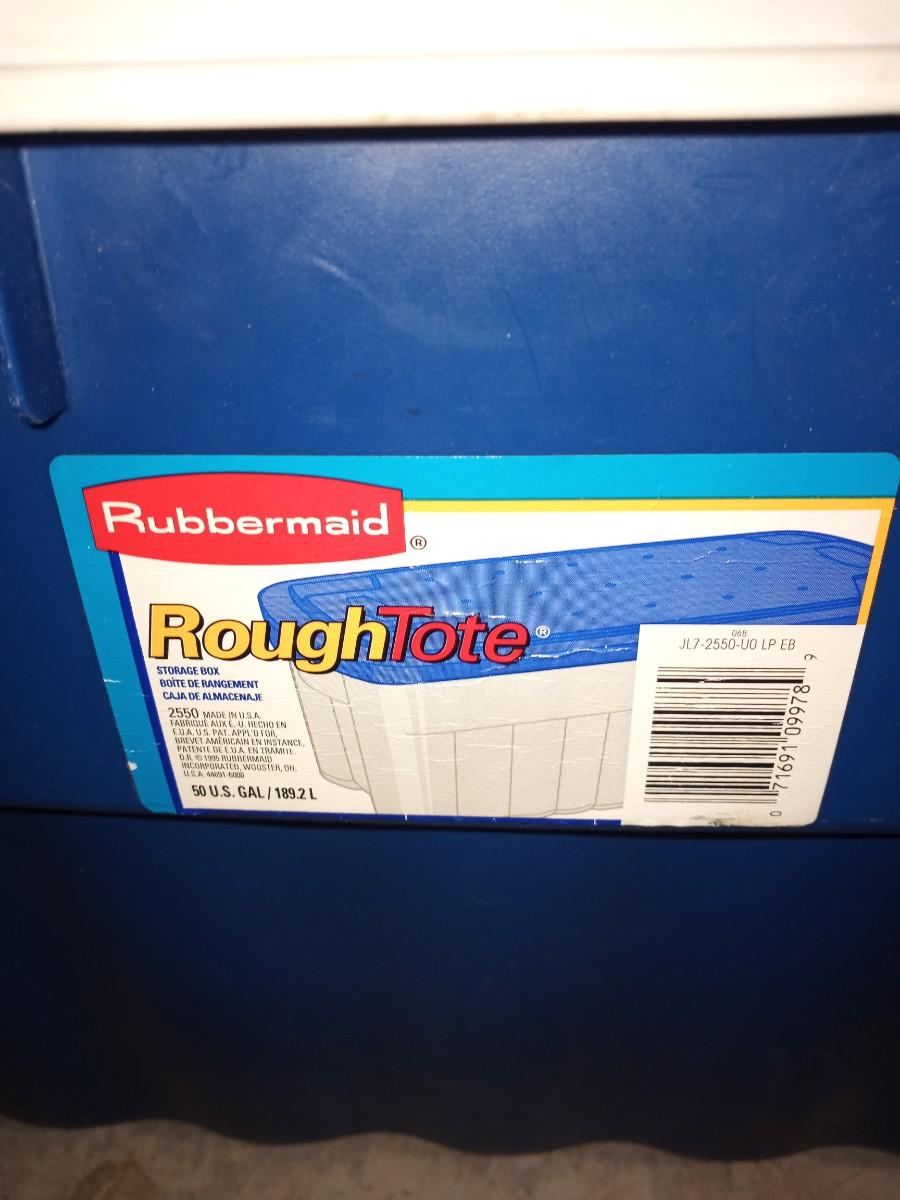 Rubbermaid ®
RoughTote ®
STORAGE BOX
BOÎTE DE RANGEMENT
CAJA DE ALMACENAJE
2550 MADE IN U.S.A.
FABRIQUÉ AUX É.-U. HECHO EN
E.U.A. U.S. PAT. APPL'D FOR,
BREVET AMÉRICAIN EN INSTANCE,
PATENTE DE E.U.A. EN TRAMITE.
D.R. © 1995 RUBBERMAID
INCORPORATED, WOOSTER, OH,
U.S.A. 44691-6000
50 U.S. GAL / 189.2 L
06B
JL7-2550-U0 LP EB
0 71691 09978 9